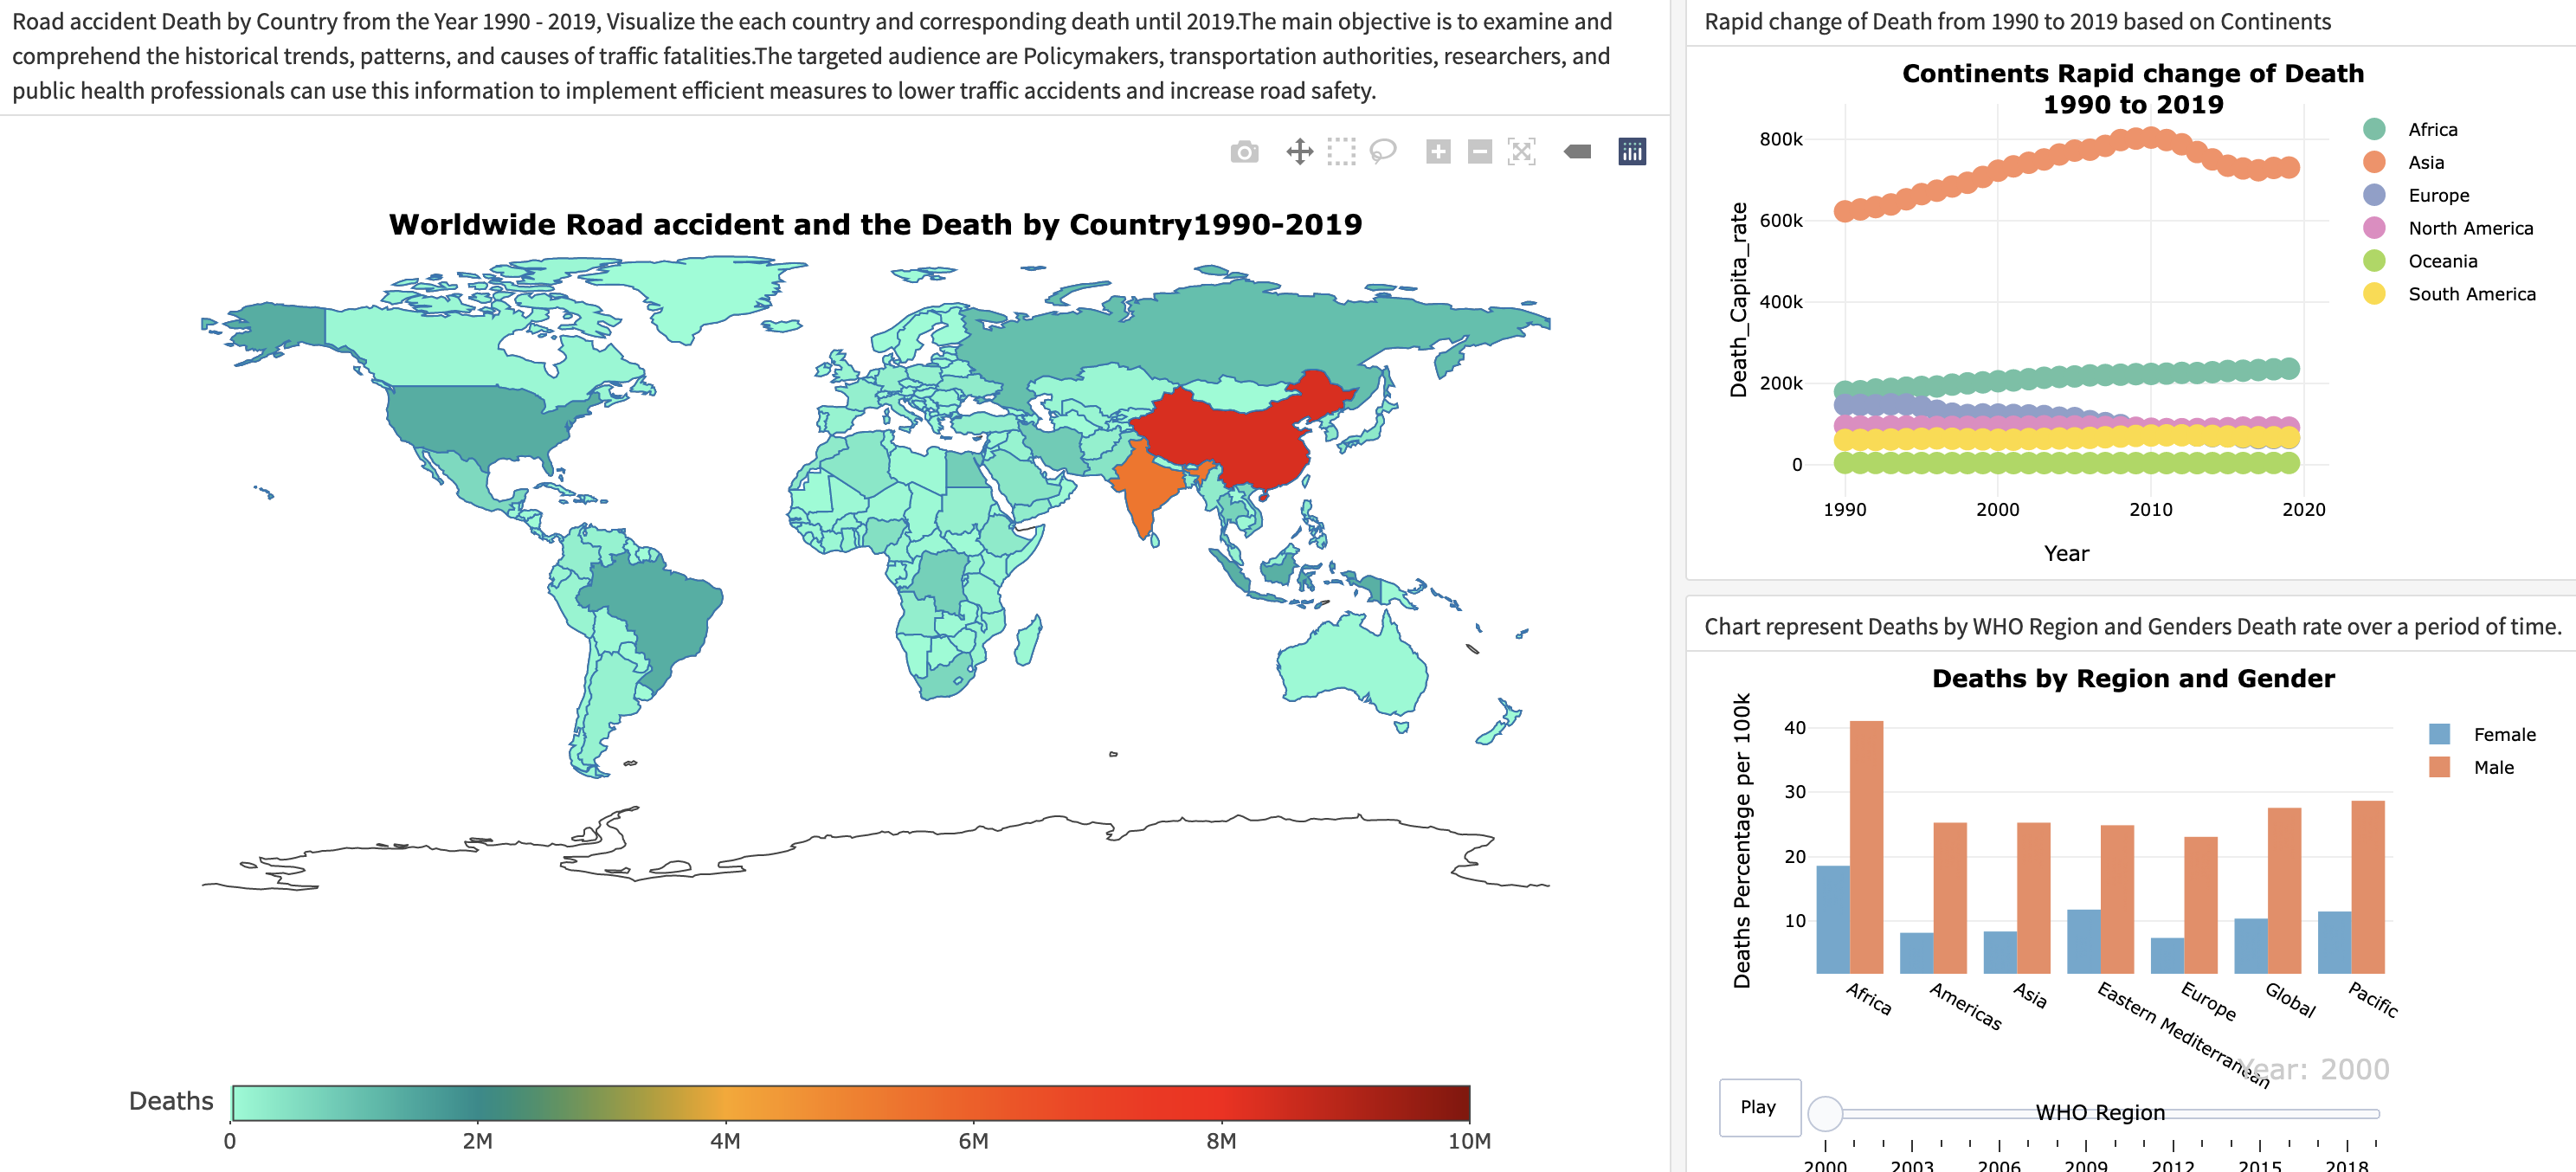 Road accident Death by Country from the Year 1990 - 2019, Visualize the each country and corresponding death until 2019.The main objective is to examine and
comprehend the historical trends, patterns, and causes of traffic fatalities.The targeted audience are Policymakers, transportation authorities, researchers, and
public health professionals can use this information to implement efficient measures to lower traffic accidents and increase road safety.
Worldwide Road accident and the Death by Country1990-2019
Deaths
0
2M
4M
6M
8M
10M
Rapid change of Death from 1990 to 2019 based on Continents
Continents Rapid change of Death
1990 to 2019
Death_Capita_rate
800k
600k
400k
200k
0
1990
2000
2010
2020
Year
Africa
Asia
Europe
North America
Oceania
South America
Chart represent Deaths by WHO Region and Genders Death rate over a period of time.
Deaths by Region and Gender
Deaths Percentage per 100k
40
30
20
10
Female
Male
Africa
Americas
Asia
Eastern Mediterranean
Europe
Global
Pacific
Year: 2000
Play
WHO Region
2000
2003
2006
2009
2012
2015
2018